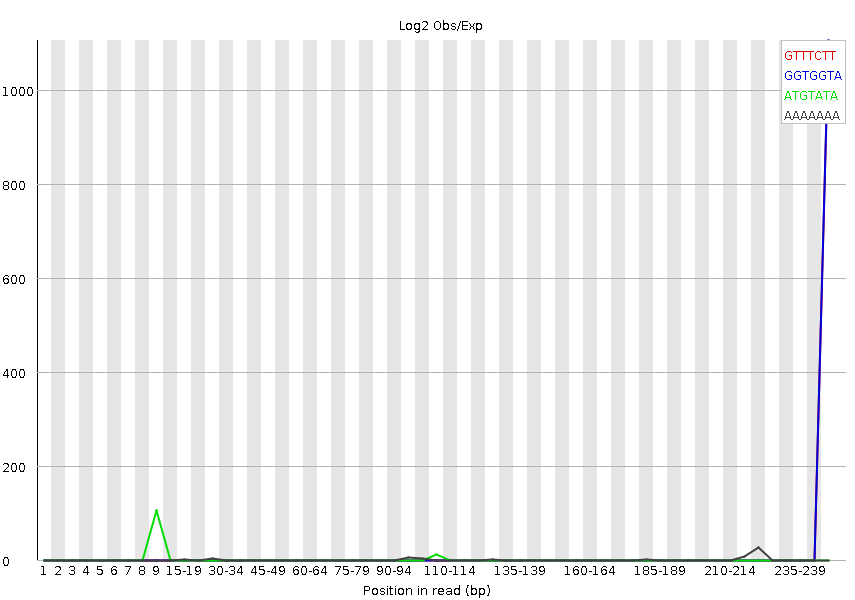 Log2 Obs/Exp
GTTTCTT
GGTGGTA
ATGTATA
AAAAAAA
1000
800
600
400
200
0
1 2 3 4 5 6 7 8 9 15-19 30-34 45-49 60-64 75-79 90-94 110-114 135-139 160-164 185-189 210-214 235-239
Position in read (bp)